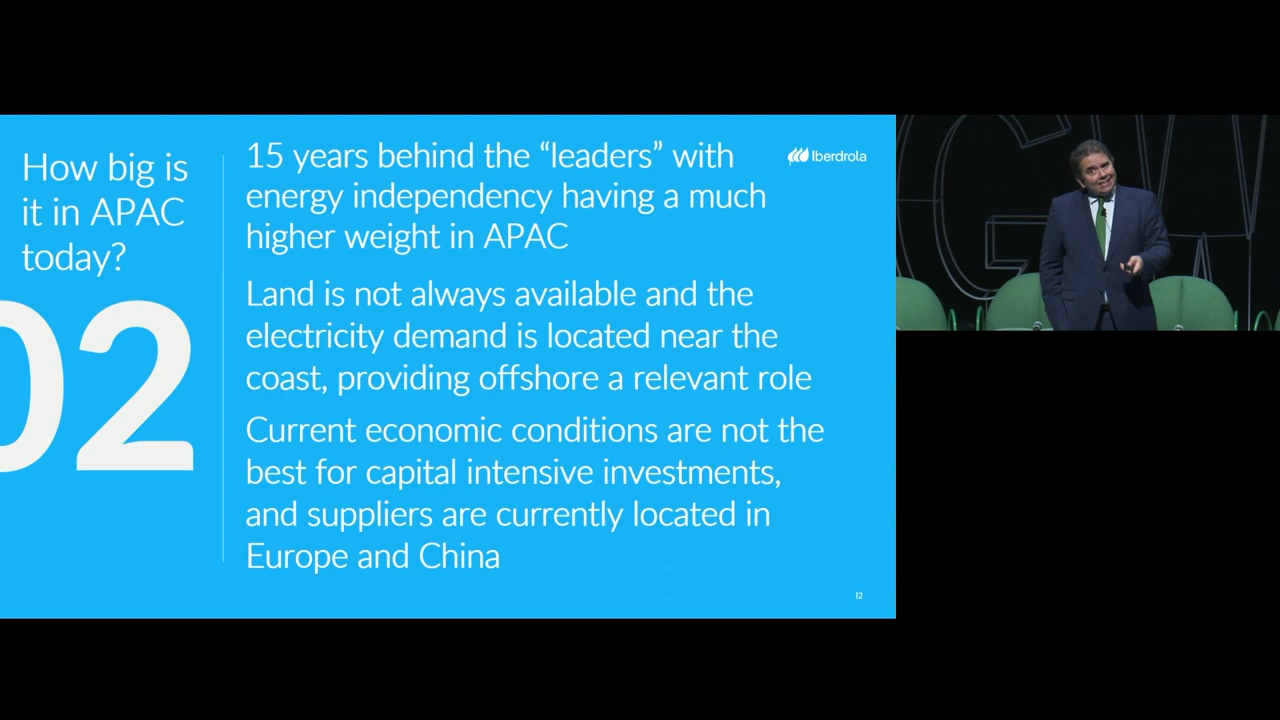 How big is
it in APAC
today?
02
15 years behind the “leaders” with
energy independency having a much
higher weight in APAC
Land is not always available and the
electricity demand is located near the
coast, providing offshore a relevant role
Current economic conditions are not the
best for capital intensive investments,
and suppliers are currently located in
Europe and China
Iberdrola
12